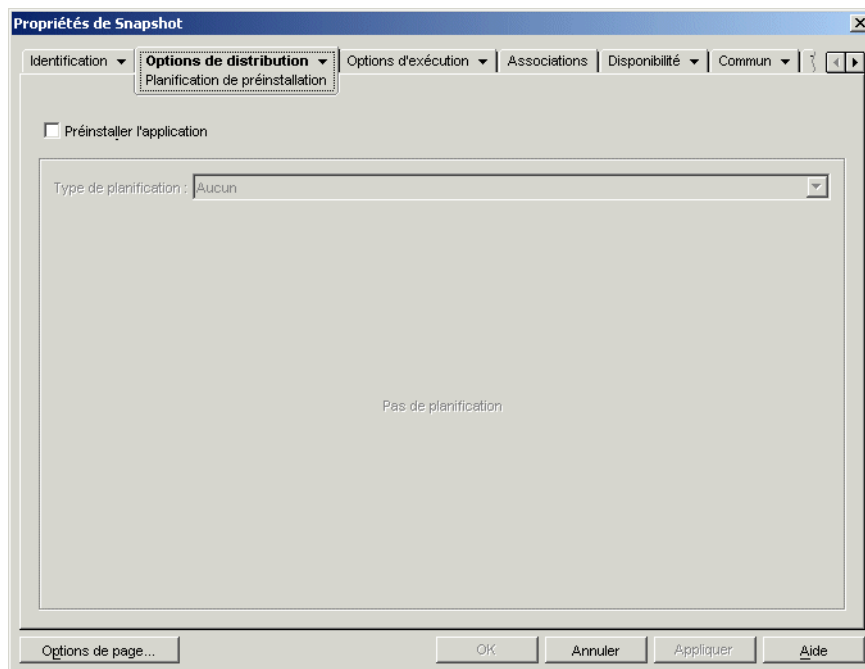 Propriétés de Snapshot
Identification
Options de distribution
Options d'exécution
Associations
Disponibilité
Commun
Planification de préinstallation
Préinstaller l'application
Type de planification : Aucun
Pas de planification
Options de page...
OK
Annuler
Appliquer
Aide